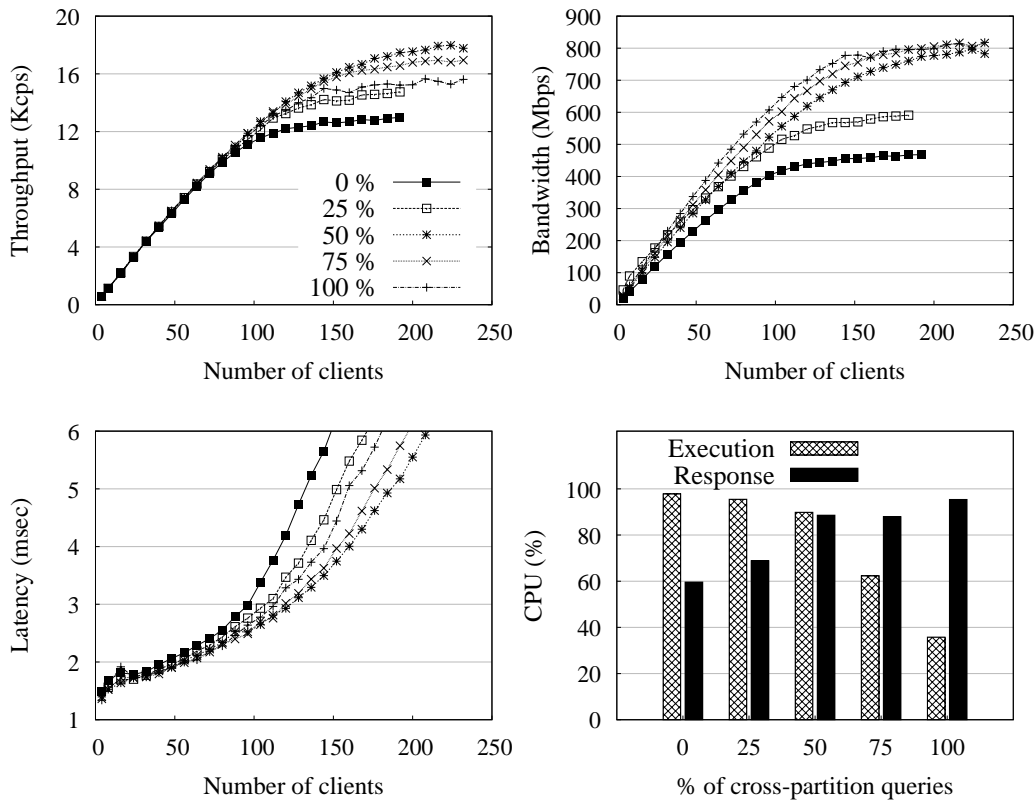 20
16
12
8
4
0
Throughput (Kcps)
0 %
25 %
50 %
75 %
100 %
0 50 100 150 200 250
Number of clients
900
800
700
600
500
400
300
200
100
0
Bandwidth (Mbps)
0 50 100 150 200 250
Number of clients
6
5
4
3
2
1
Latency (msec)
0 50 100 150 200 250
Number of clients
Execution
Response
100
80
60
40
20
0
CPU (%)
0 25 50 75 100
% of cross-partition queries